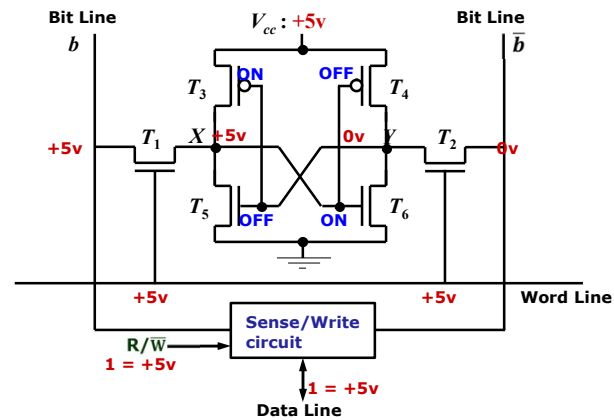 Bit Line
V_cc : +5v
Bit Line
b
b̅
ON
OFF
T₃
T₄
T₁
X
+5v
0v
Y
T₂
+5v
0v
T₅
OFF
ON
T₆
+5v
+5v
Word Line
Sense/Write
circuit
R/W̅
1 = +5v
1 = +5v
Data Line